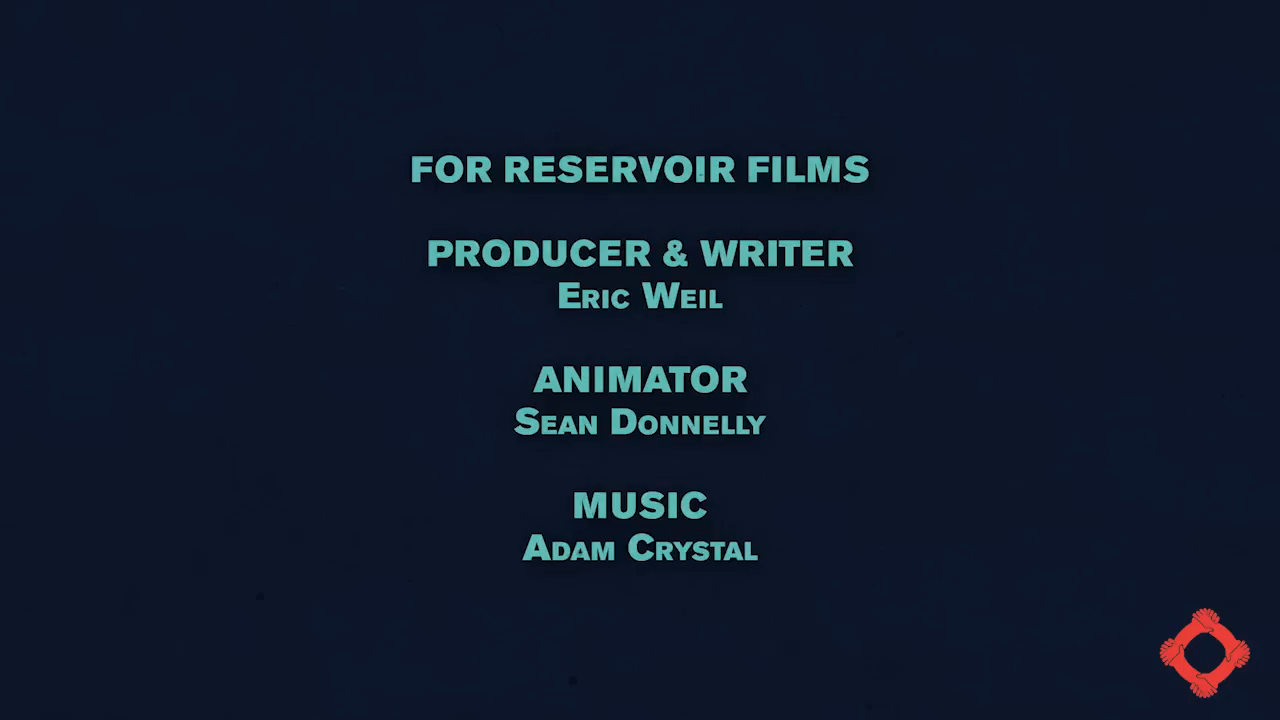 FOR RESERVOIR FILMS
PRODUCER & WRITER
ERIC WEIL
ANIMATOR
SEAN DONNELLY
MUSIC
ADAM CRYSTAL